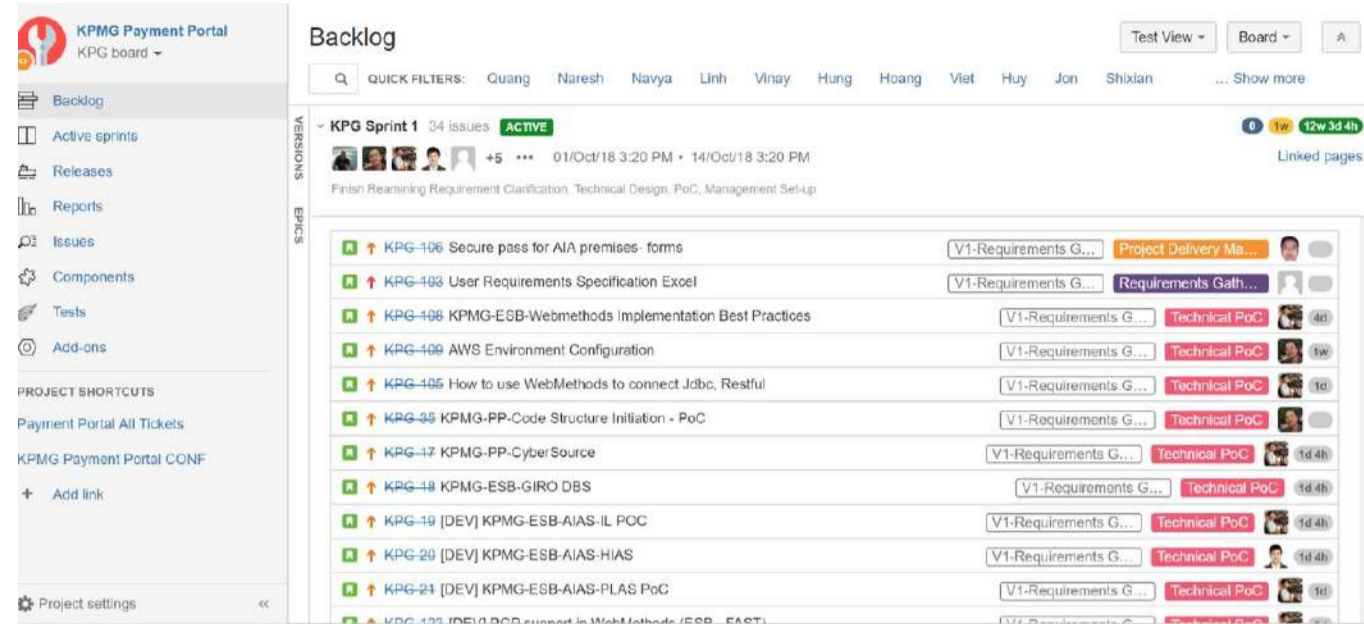 KPMG Payment Portal
KPG board
Backlog
Active sprints
Releases
Reports
Issues
Components
Tests
Add-ons
PROJECT SHORTCUTS
Payment Portal All Tickets
KPMG Payment Portal CONF
+ Add link
Project settings «
Backlog
Test View Board
QUICK FILTERS: Quang Naresh Navya Linh Vinay Hung Hoang Viet Huy Jon Shixian ... Show more
VERSIONS
EPICS
KPG Sprint 1 34 issues ACTIVE 0 1w 12w 3d 4h
+5 ••• 01/Oct/18 3:20 PM • 14/Oct/18 3:20 PM Linked pages
Finish Reamining Requirement Clarification, Technical Design, PoC, Management Set-up
KPG-106 Secure pass for AIA premises- forms V1-Requirements G... Project Delivery Ma...
KPG-103 User Requirements Specification Excel V1-Requirements G... Requirements Gath...
KPG-108 KPMG-ESB-Webmethods Implementation Best Practices V1-Requirements G... Technical PoC 4d
KPG-109 AWS Environment Configuration V1-Requirements G... Technical PoC 1w
KPG-105 How to use WebMethods to connect Jdbc, Restful V1-Requirements G... Technical PoC 1d
KPG-35 KPMG-PP-Code Structure Initiation - PoC V1-Requirements G... Technical PoC
KPG-17 KPMG-PP-CyberSource V1-Requirements G... Technical PoC 1d 4h
KPG-18 KPMG-ESB-GIRO DBS V1-Requirements G... Technical PoC 1d 4h
KPG-19 [DEV] KPMG-ESB-AIAS-IL POC V1-Requirements G... Technical PoC 1d 4h
KPG-20 [DEV] KPMG-ESB-AIAS-HIAS V1-Requirements G... Technical PoC 1d 4h
KPG-21 [DEV] KPMG-ESB-AIAS-PLAS PoC V1-Requirements G... Technical PoC 1d
[DEV] support in WebMethods (ESB - FAST) V1-Requirements G... Technical PoC